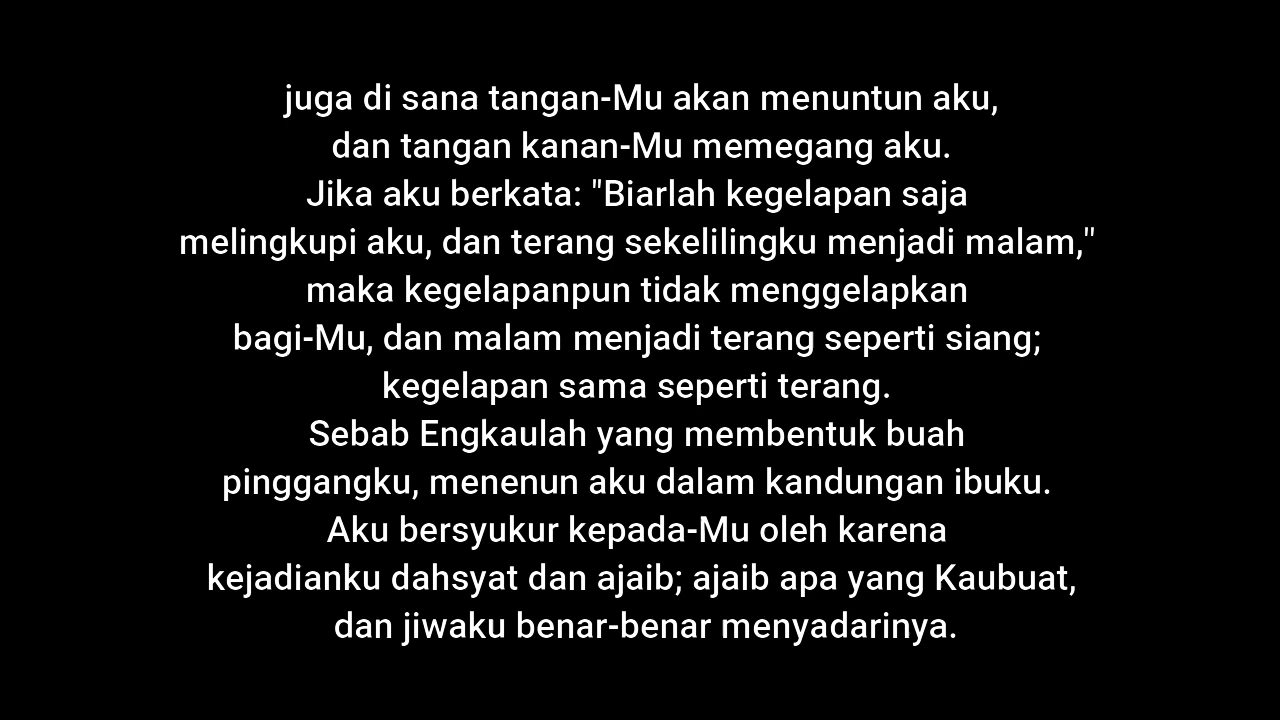 juga di sana tangan-Mu akan menuntun aku,
dan tangan kanan-Mu memegang aku.
Jika aku berkata: "Biarlah kegelapan saja
melingkupi aku, dan terang sekelilingku menjadi malam,"
maka kegelapanpun tidak menggelapkan
bagi-Mu, dan malam menjadi terang seperti siang;
kegelapan sama seperti terang.
Sebab Engkaulah yang membentuk buah
pinggangku, menenun aku dalam kandungan ibuku.
Aku bersyukur kepada-Mu oleh karena
kejadianku dahsyat dan ajaib; ajaib apa yang Kaubuat,
dan jiwaku benar-benar menyadarinya.